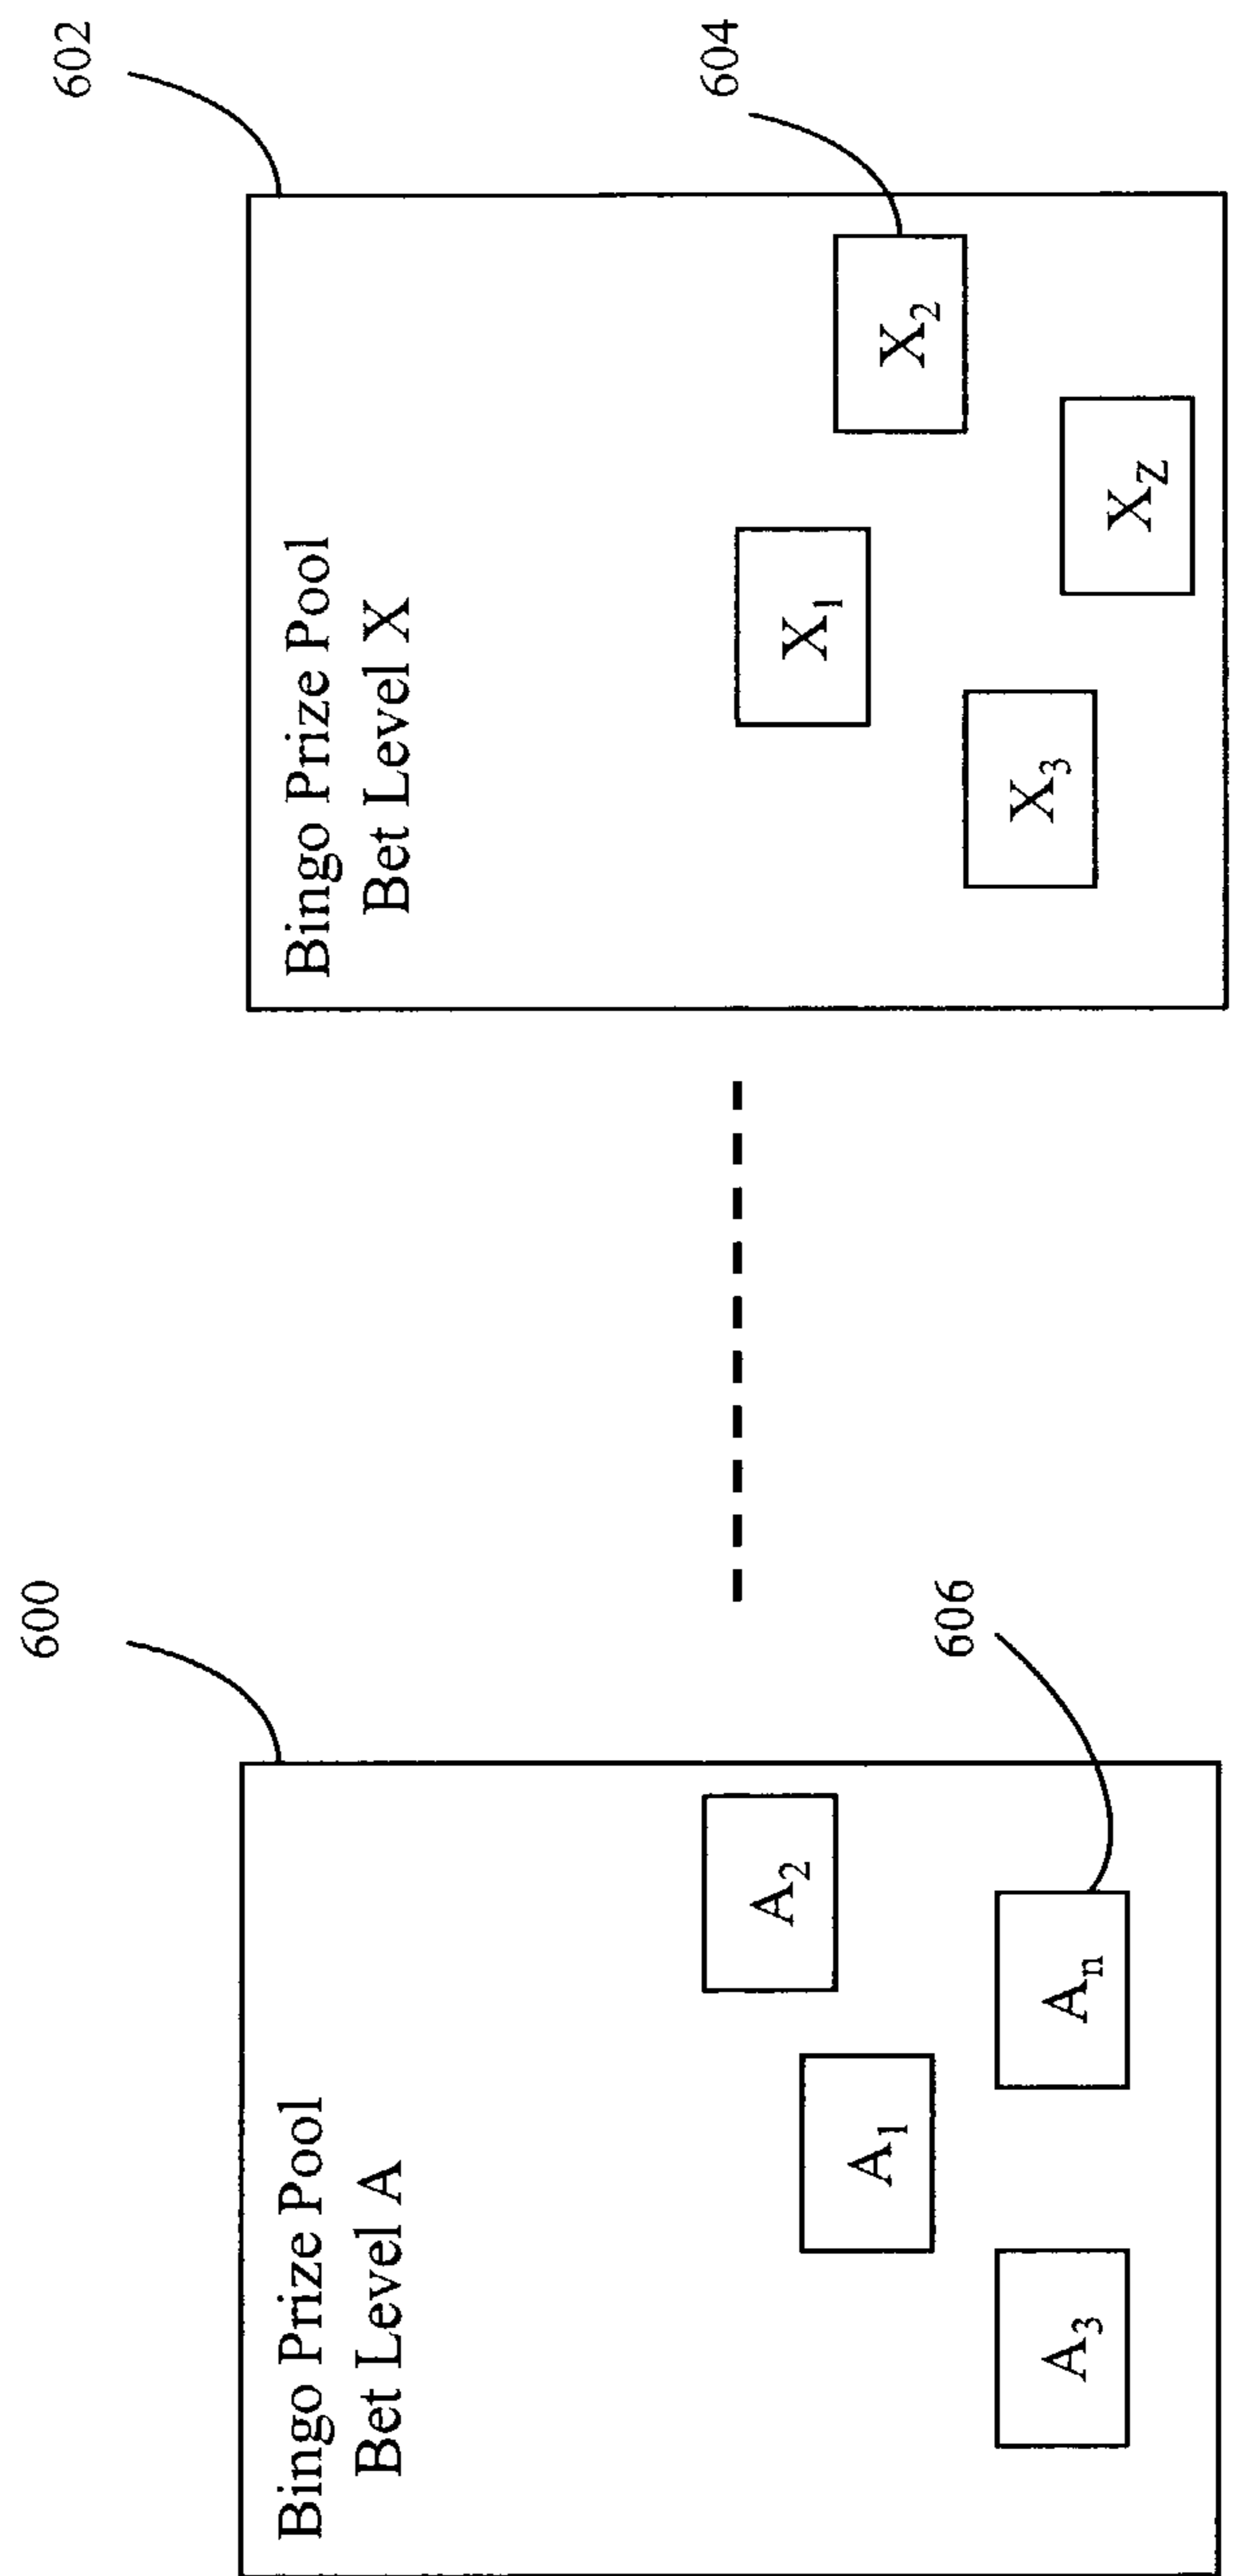 600
Bingo Prize Pool
Bet Level A
A2
A1
An
A3
606
602
Bingo Prize Pool
Bet Level X
X1
X2
X3
XZ
604